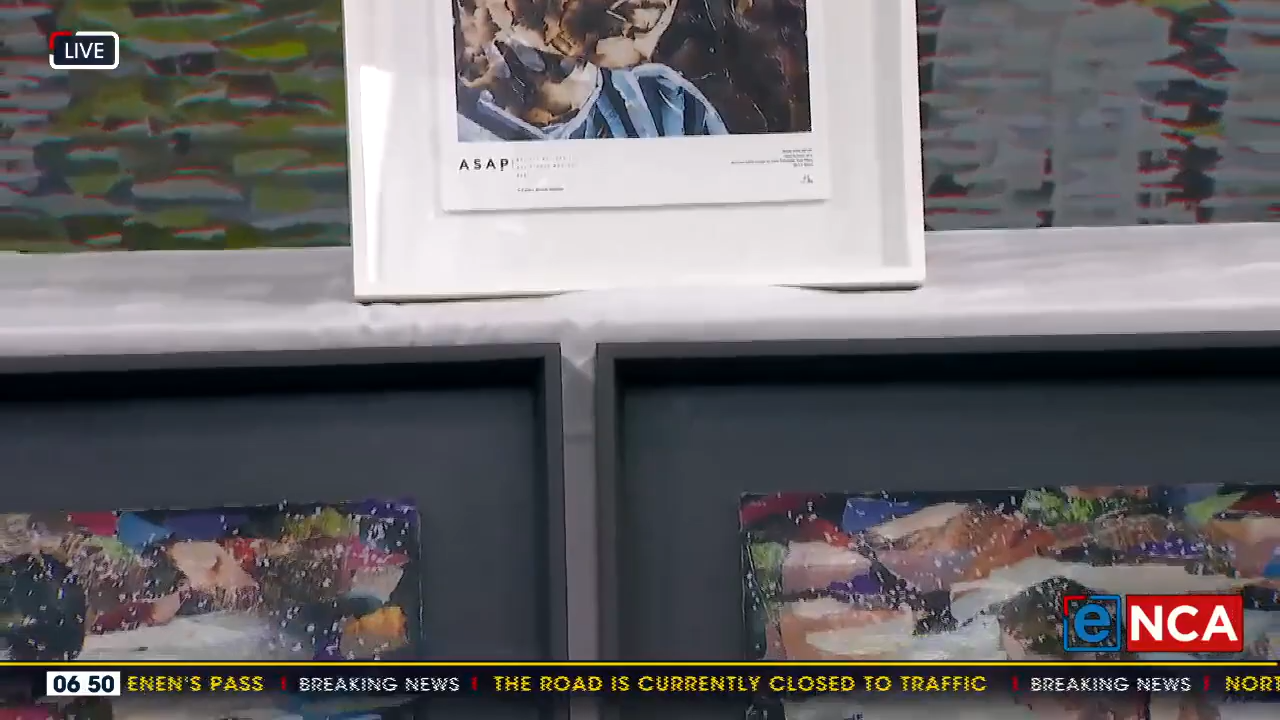 LIVE
ASAP
eNCA
06 50 ENEN'S PASS BREAKING NEWS THE ROAD IS CURRENTLY CLOSED TO TRAFFIC BREAKING NEWS NORT